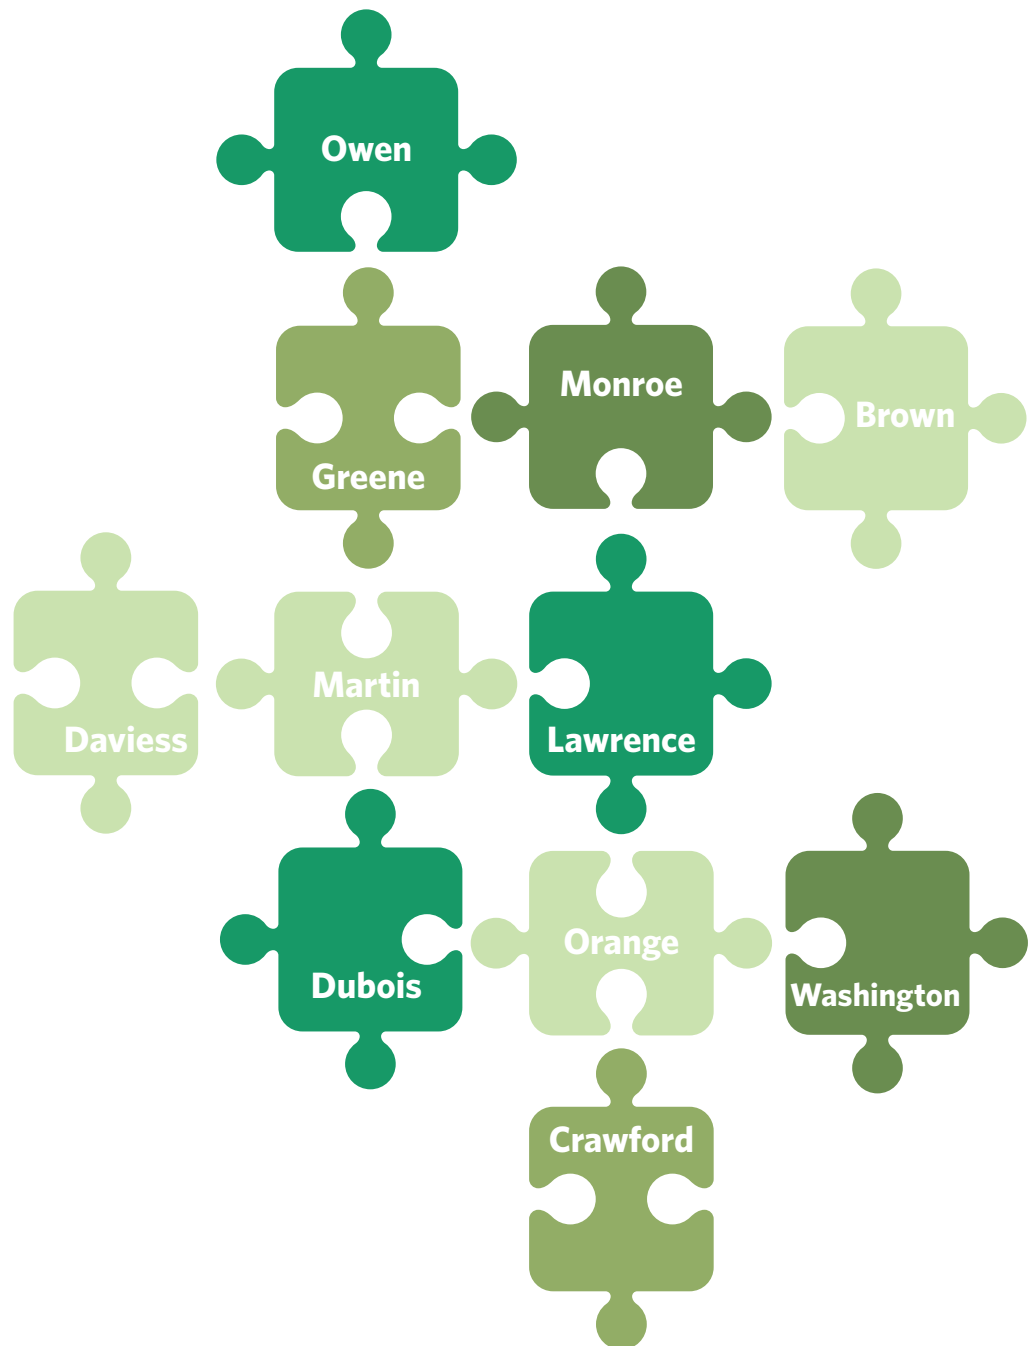 Owen
Greene
Monroe
Brown
Daviess
Martin
Lawrence
Dubois
Orange
Washington
Crawford